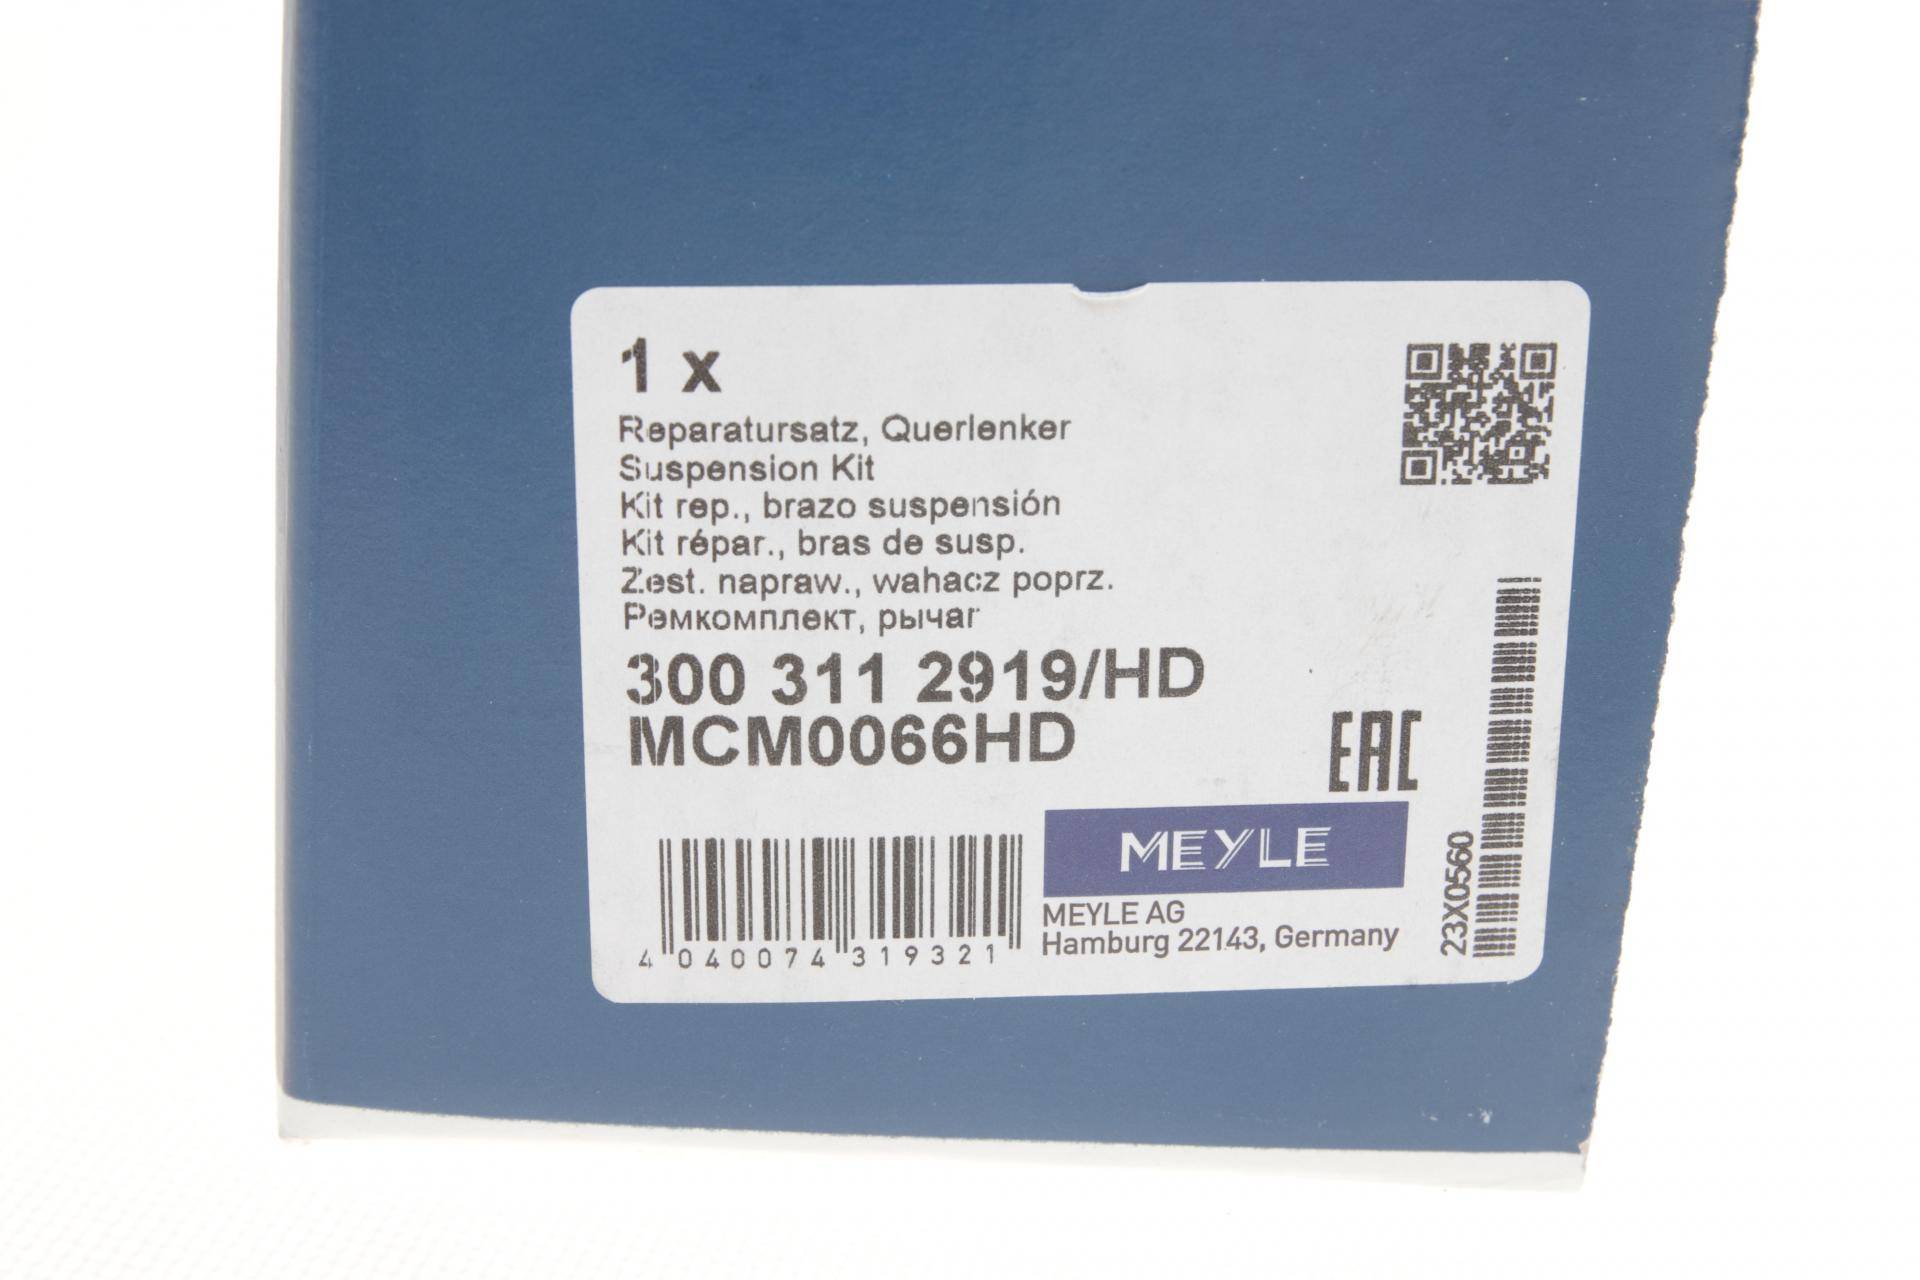 1 x
Reparatursatz, Querlenker
Suspension Kit
Kit rep., brazo suspensión
Kit répar., bras de susp.
Zest. napraw., wahacz poprz.
Ремкомплект, рычаг
300 311 2919/HD
MCM0066HD
EAC
MEYLE
MEYLE AG
Hamburg 22143, Germany
4 040074 319321
23X0560